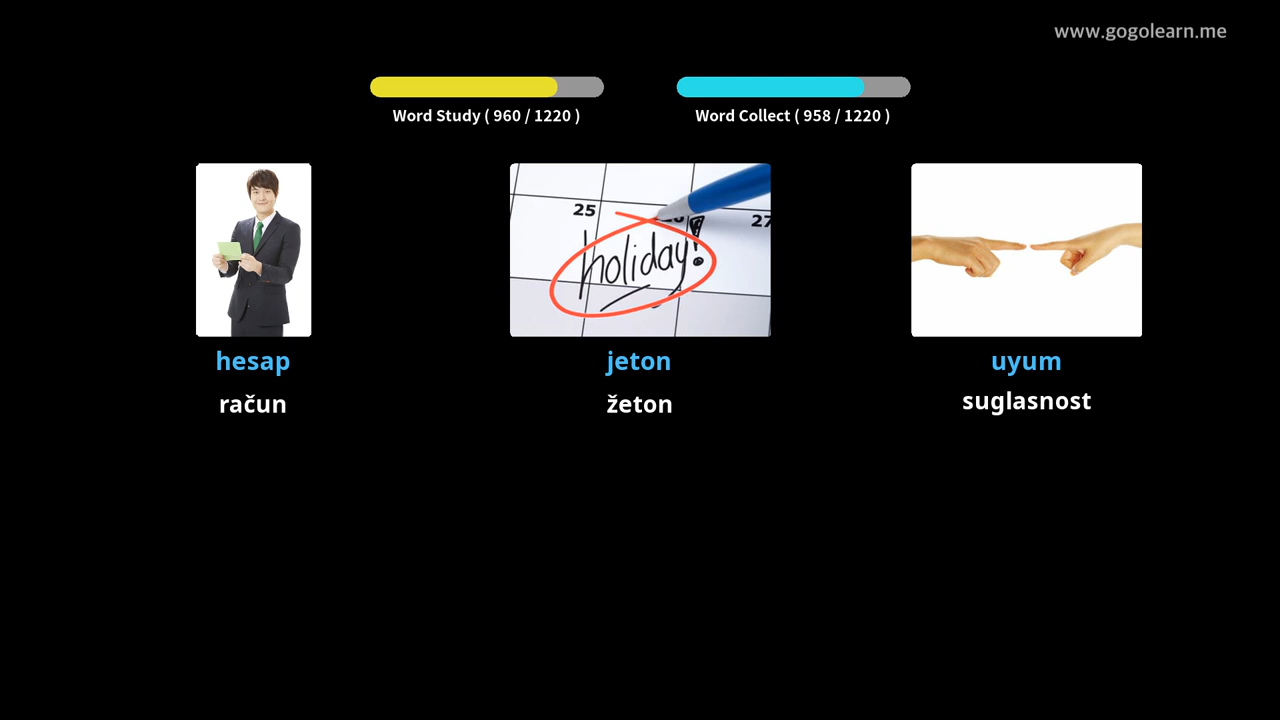 www.gogolearn.me
Word Study ( 960 / 1220 )
Word Collect ( 958 / 1220 )
25
27
holiday!
hesap
jeton
uyum
račun
žeton
suglasnost